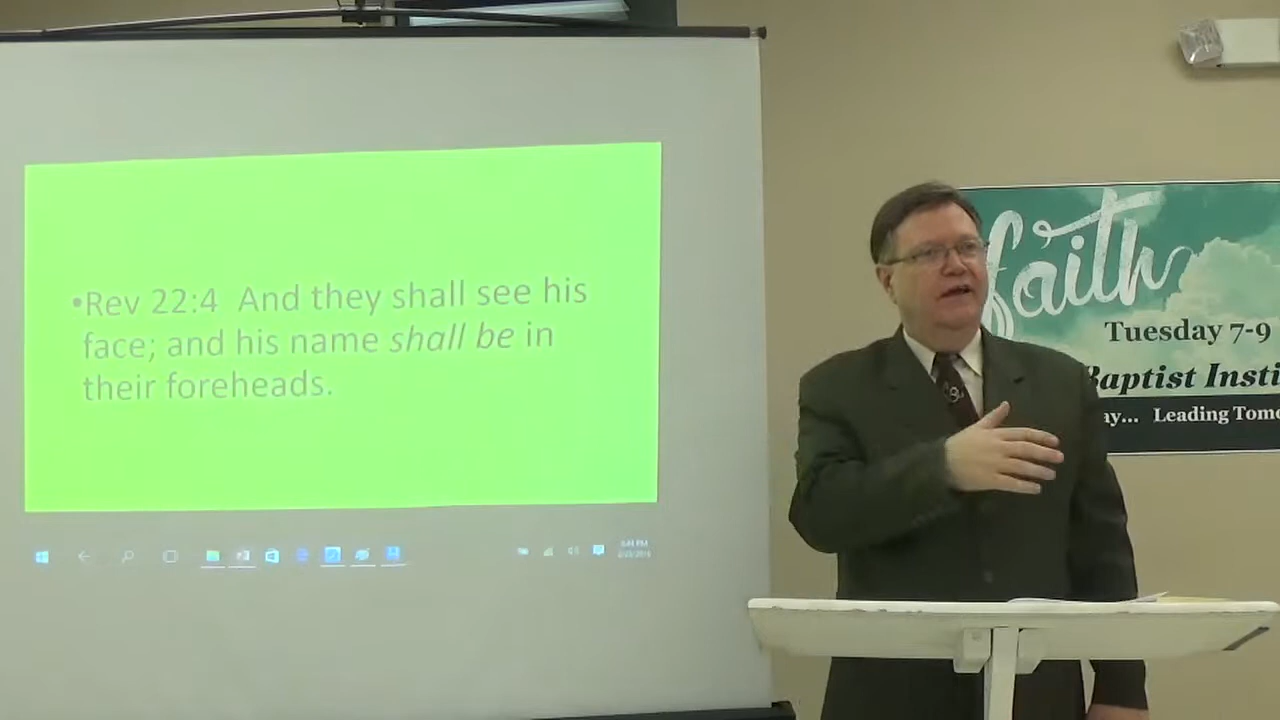 •Rev 22:4 And they shall see his
face; and his name shall be in
their foreheads.
faith
Tuesday 7-9
Baptist Insti
ay... Leading Tomo